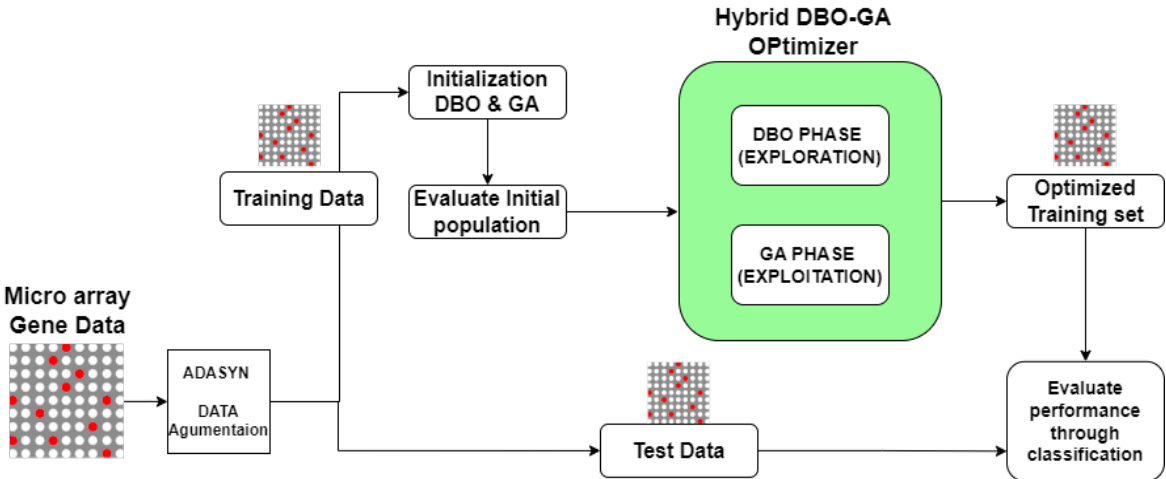 Hybrid DBO-GA
OPtimizer
Initialization
DBO & GA
DBO PHASE
(EXPLORATION)
Training Data
Evaluate Initial
population
Optimized
Training set
GA PHASE
(EXPLOITATION)
Micro array
Gene Data
ADASYN
DATA
Agumentaion
Test Data
Evaluate
performance
through
classification